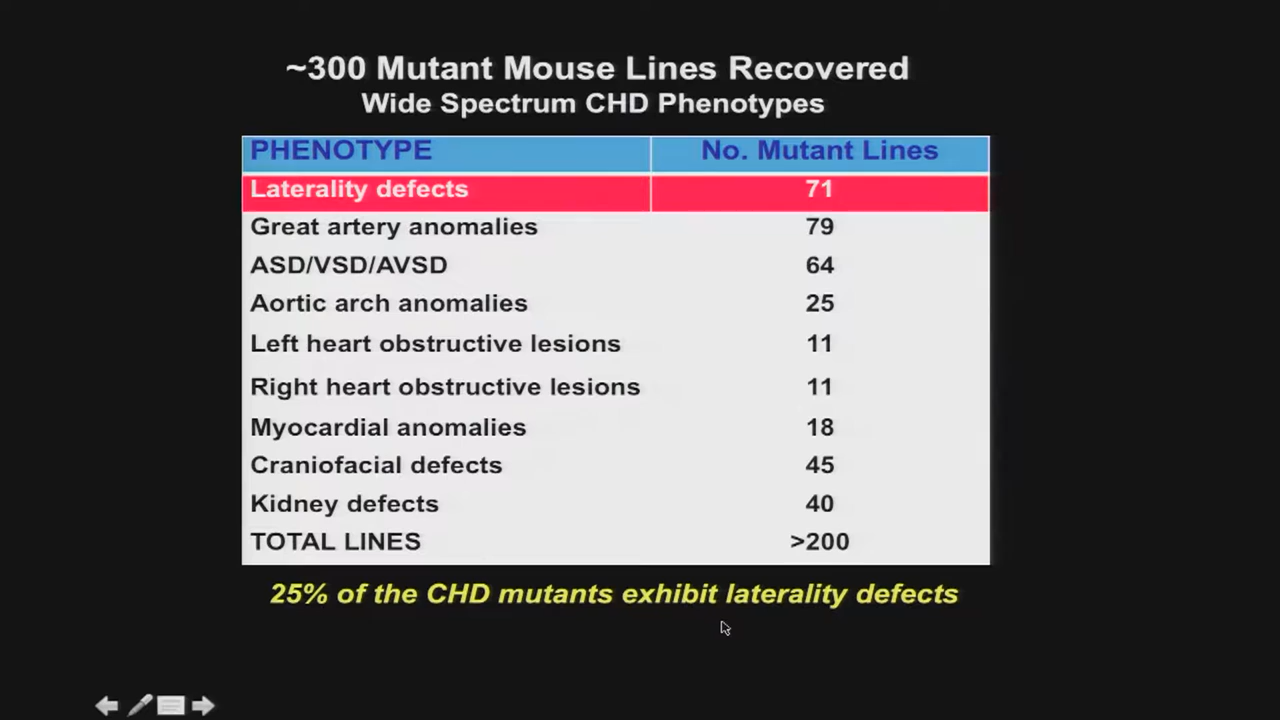 ~300 Mutant Mouse Lines Recovered
Wide Spectrum CHD Phenotypes
PHENOTYPE No. Mutant Lines
Laterality defects 71
Great artery anomalies 79
ASD/VSD/AVSD 64
Aortic arch anomalies 25
Left heart obstructive lesions 11
Right heart obstructive lesions 11
Myocardial anomalies 18
Craniofacial defects 45
Kidney defects 40
TOTAL LINES >200
25% of the CHD mutants exhibit laterality defects